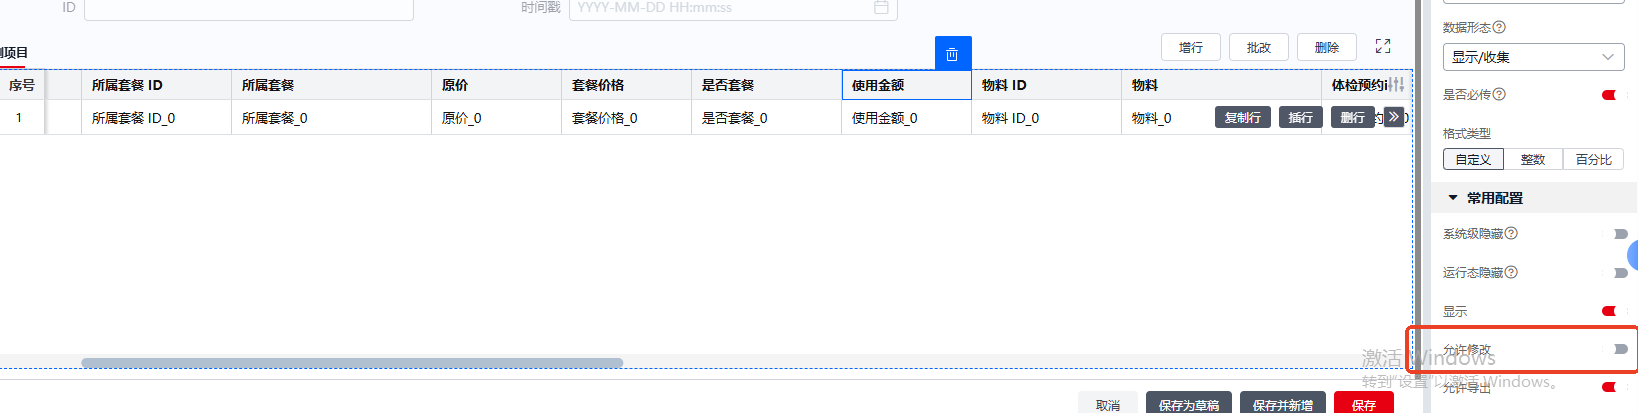 ID
时间戳
YYYY-MM-DD HH:mm:ss
项目
增行 批改 删除
序号 所属套餐 ID 所属套餐 原价 套餐价格 是否套餐 使用金额 物料 ID 物料 体检预约i
1 所属套餐 ID_0 所属套餐_0 原价_0 套餐价格_0 是否套餐_0 使用金额_0 物料 ID_0 物料_0 复制行 插行 删行 约 0
取消 保存为草稿 保存并新增 保存
数据形态
显示/收集
是否必传
格式类型
自定义 整数 百分比
常用配置
系统级隐藏
运行态隐藏
显示
允许修改
允许导出
激活 Windows
转到"设置"以激活 Windows。